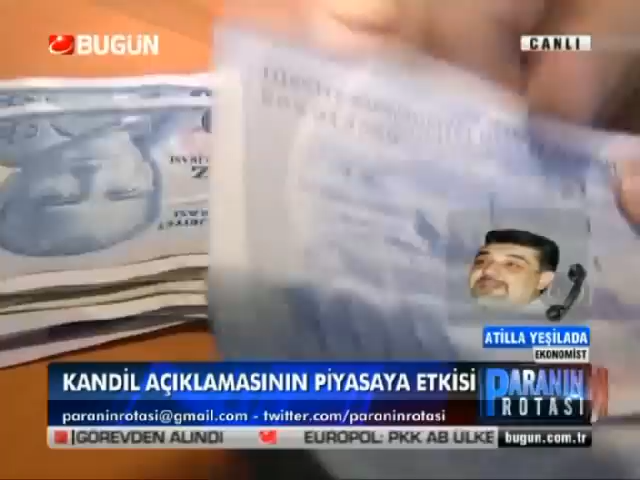 BUGÜN
CANLI
ATİLLA YEŞİLADA
EKONOMİST
KANDİL AÇIKLAMASININ PİYASAYA ETKİSİ
PARANIN ROTASI
paraninrotasi@gmail.com - twitter.com/paraninrotasi
GÖREVDEN ALINDI EUROPOL: PKK AB ÜLKE
bugun.com.tr